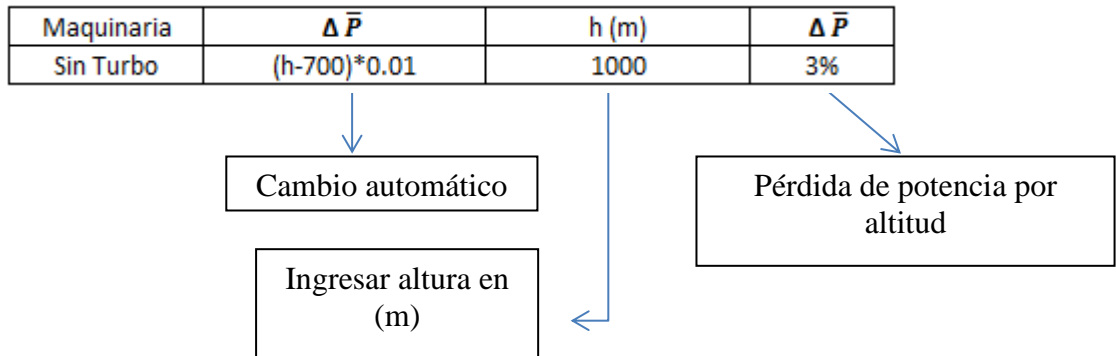 Maquinaria Δ P̅ h (m) Δ P̅
Sin Turbo (h-700)*0.01 1000 3%
Cambio automático
Pérdida de potencia por
altitud
Ingresar altura en
(m)